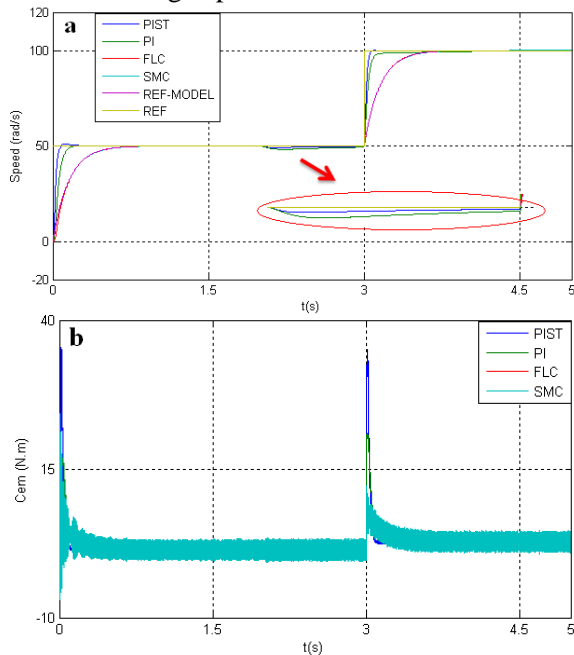 a
PIST
PI
FLC
SMC
REF-MODEL
REF
120
100
50
0
-20
Speed (rad/s)
0 1.5 3 4.5 5
t(s)
b
PIST
PI
FLC
SMC
40
15
-10
Cem (N.m)
0 1.5 3 4.5 5
t(s)